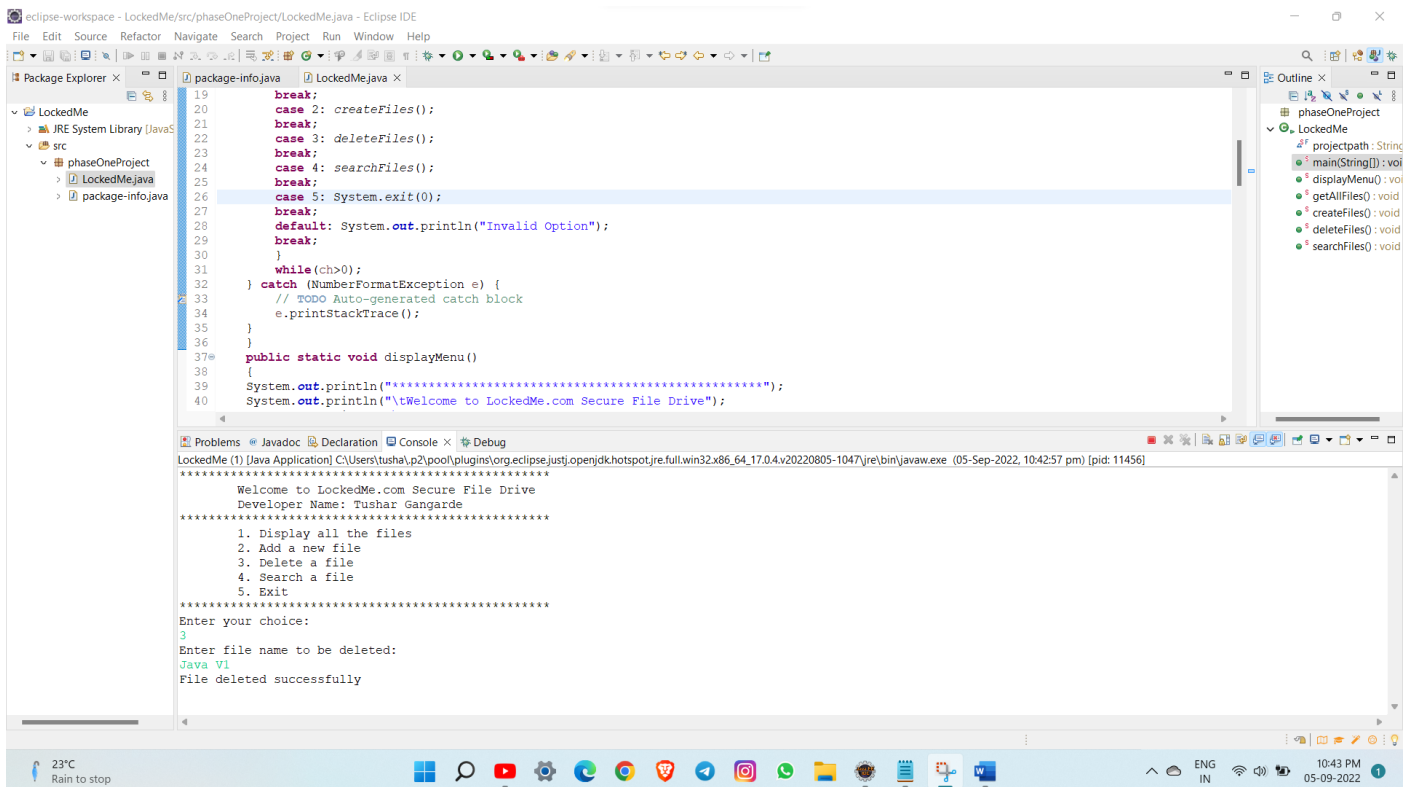 eclipse-workspace - LockedMe/src/phaseOneProject/LockedMe.java - Eclipse IDE
File Edit Source Refactor Navigate Search Project Run Window Help
Package Explorer
LockedMe
JRE System Library [JavaS
src
phaseOneProject
LockedMe.java
package-info.java
package-info.java LockedMe.java
19 break;
20 case 2: createFiles();
21 break;
22 case 3: deleteFiles();
23 break;
24 case 4: searchFiles();
25 break;
26 case 5: System.exit(0);
27 break;
28 default: System.out.println("Invalid Option");
29 break;
30 }
31 while(ch>0);
32 } catch (NumberFormatException e) {
33 // TODO Auto-generated catch block
34 e.printStackTrace();
35 }
36 }
37 public static void displayMenu()
38 {
39 System.out.println("***************************************************");
40 System.out.println("\tWelcome to LockedMe.com Secure File Drive");
Outline
phaseOneProject
LockedMe
projectpath : String
main(String[]) : voi
displayMenu() : voi
getAllFiles() : void
createFiles() : void
deleteFiles() : void
searchFiles() : void
Problems Javadoc Declaration Console Debug
LockedMe (1) [Java Application] C:\Users\tusha\.p2\pool\plugins\org.eclipse.justj.openjdk.hotspot.jre.full.win32.x86_64_17.0.4.v20220805-1047\jre\bin\javaw.exe (05-Sep-2022, 10:42:57 pm) [pid: 11456]
***************************************************
Welcome to LockedMe.com Secure File Drive
Developer Name: Tushar Gangarde
***************************************************
1. Display all the files
2. Add a new file
3. Delete a file
4. Search a file
5. Exit
***************************************************
Enter your choice:
3
Enter file name to be deleted:
Java V1
File deleted successfully
23°C
Rain to stop
ENG
IN
10:43 PM
05-09-2022
1